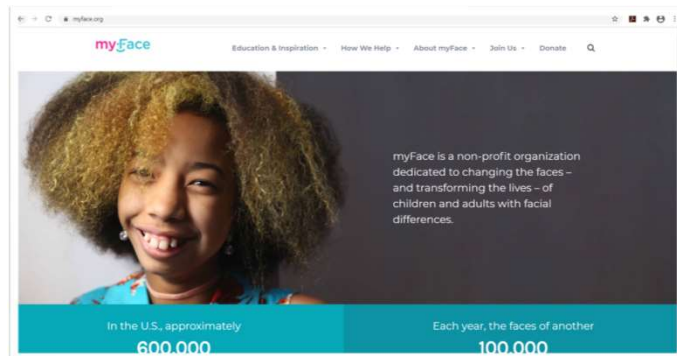 myface.org
myFace
Education & Inspiration How We Help About myFace Join Us Donate
myFace is a non-profit organization
dedicated to changing the faces –
and transforming the lives – of
children and adults with facial
differences.
In the U.S., approximately
600,000
Each year, the faces of another
100,000